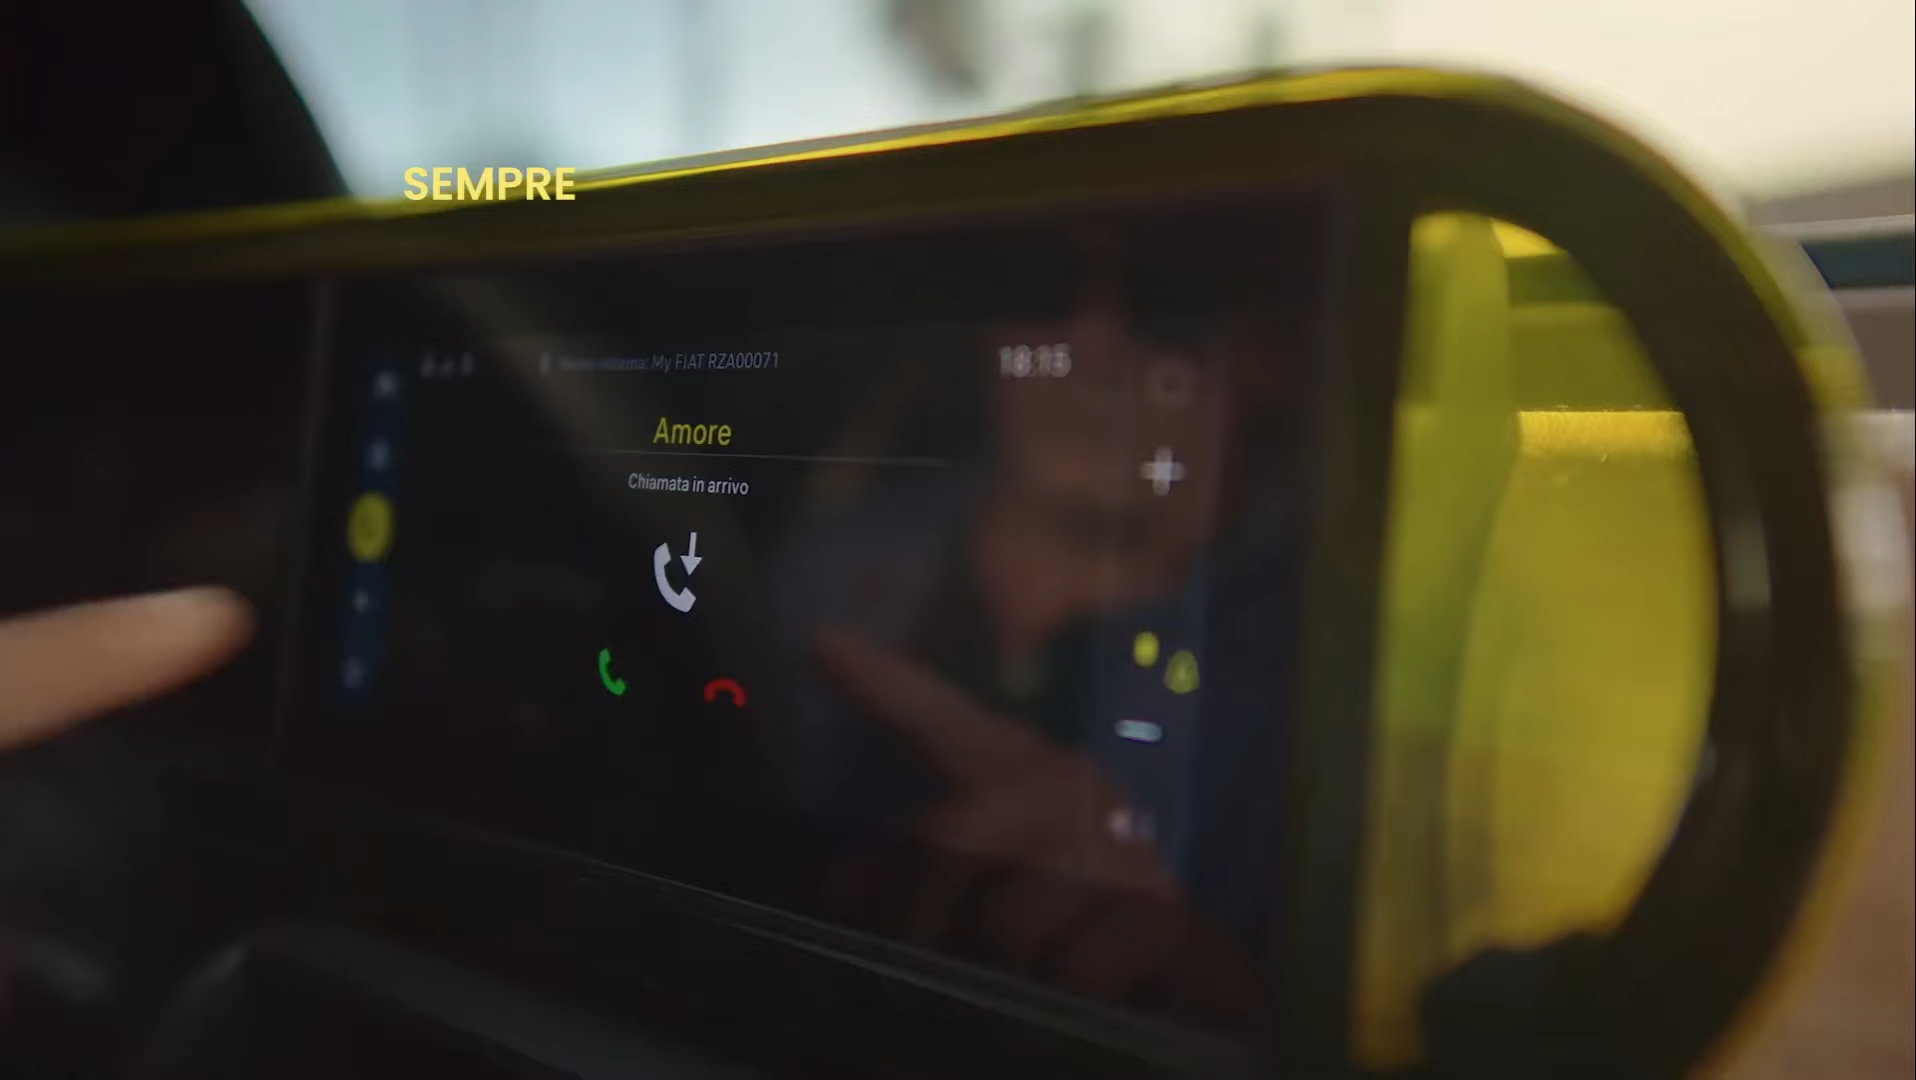 SEMPRE
My FIAT RZA00071
18:15
Amore
Chiamata in arrivo